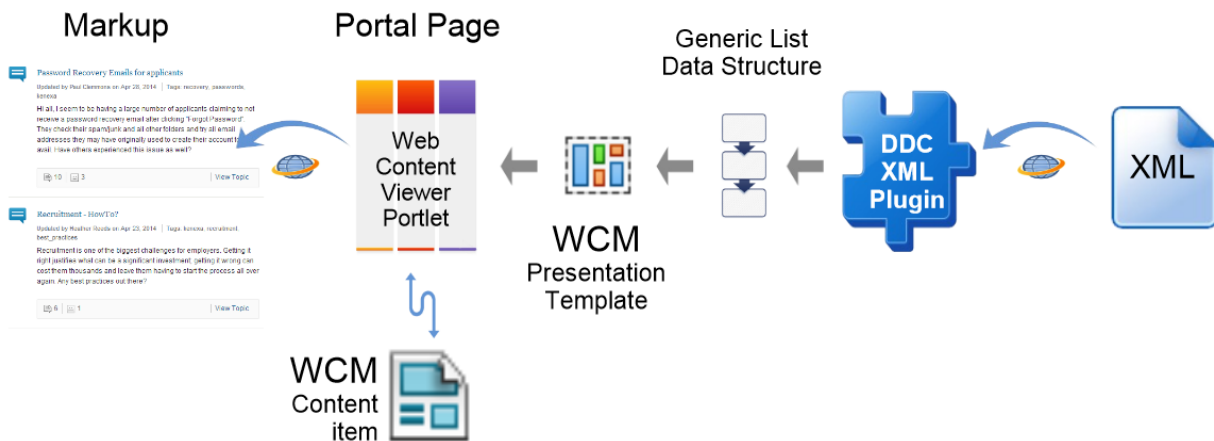 Markup
Password Recovery Emails for applicants
Updated by Paul Clemmons on Apr 28, 2014 | Tags: recovery, passwords,
kenexa
Hi all, I seem to be having a large number of applicants claiming to not
receive a password recovery email after clicking "Forgot Password".
They check their spam/junk and all other folders and try all email
addresses they may have originally used to create their account
avail. Have others experienced this issue as well?
10 3 View Topic
Recruitment - HowTo?
Updated by Heather Reeds on Apr 23, 2014 | Tags: kenexa, recruitment
best_practices
Recruitment is one of the biggest challenges for employers. Getting it
right justifies what can be a significant investment; getting it wrong can
cost them thousands and leave them having to start the process all over
again. Any best practices out there?
6 1 View Topic
Portal Page
Web
Content
Viewer
Portlet
WCM
Content
item
WCM
Presentation
Template
Generic List
Data Structure
DDC
XML
Plugin
XML